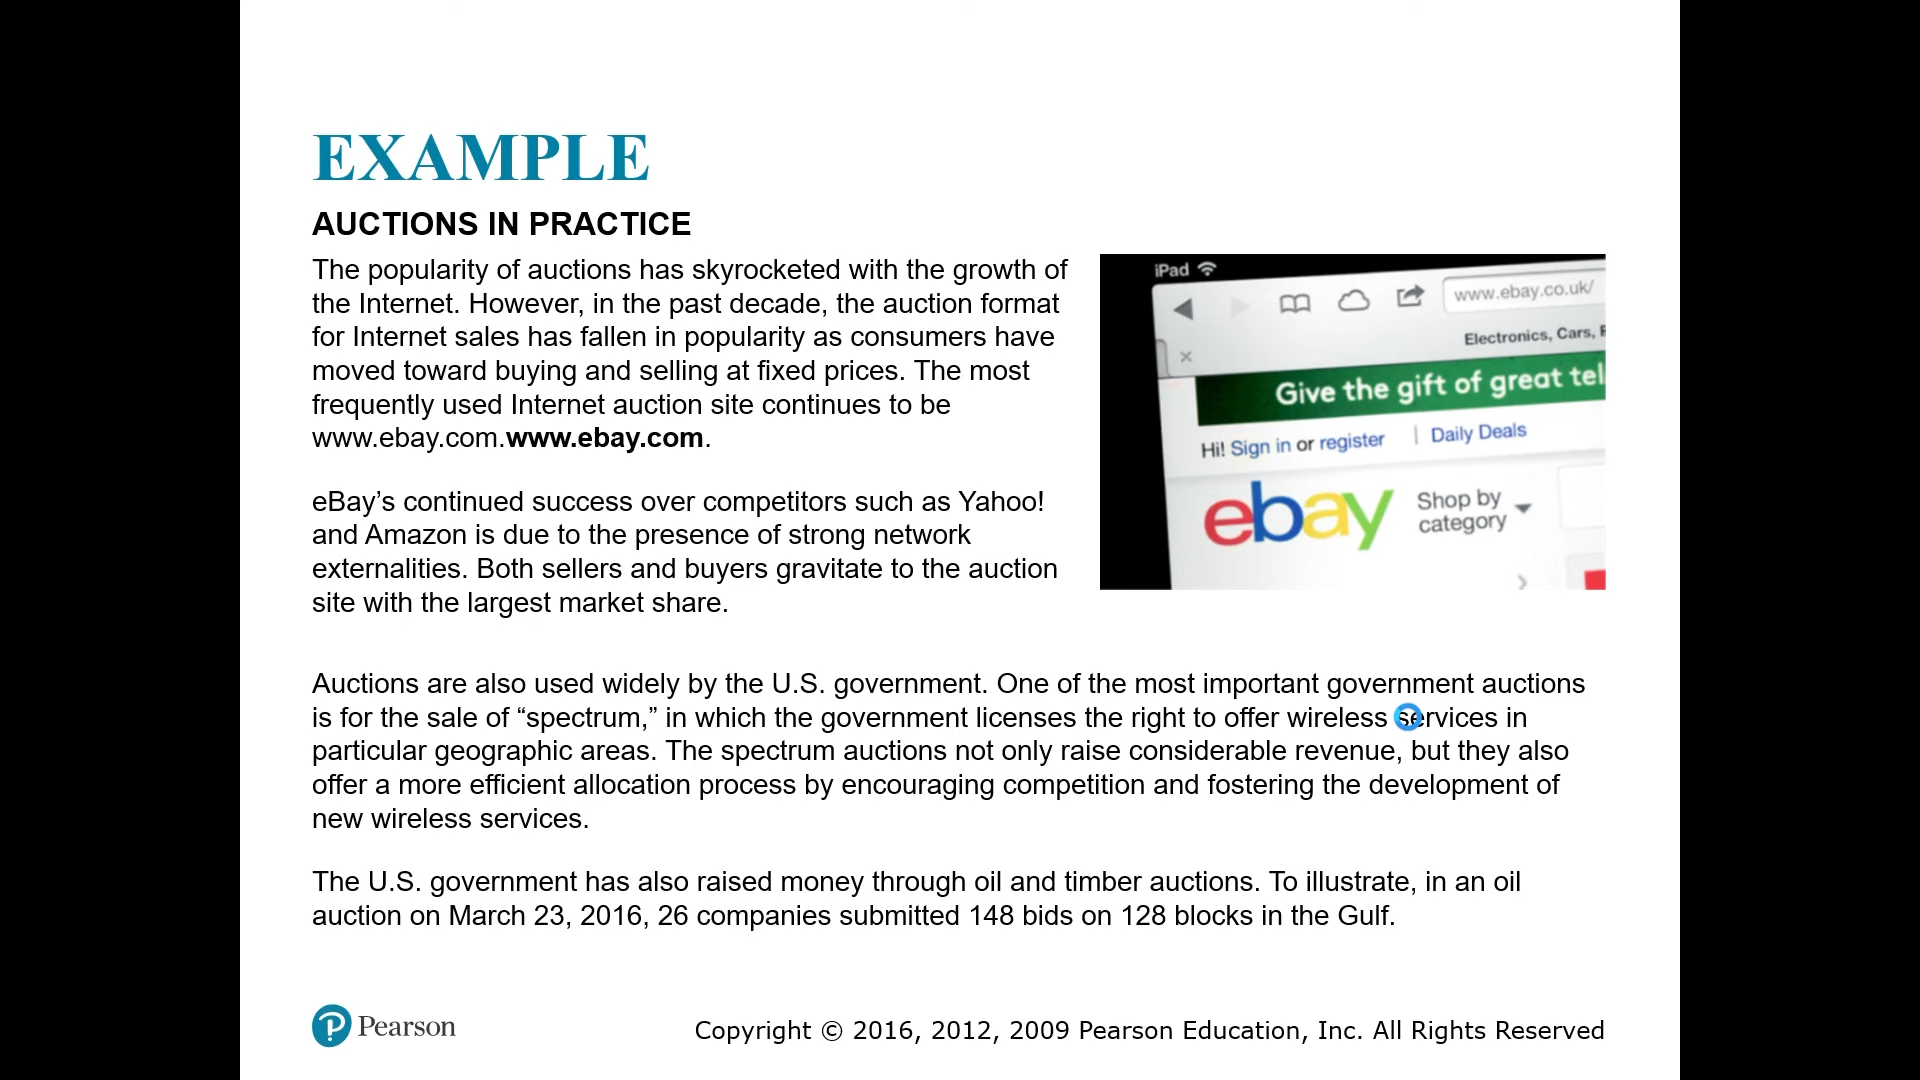 EXAMPLE
AUCTIONS IN PRACTICE
The popularity of auctions has skyrocketed with the growth of
the Internet. However, in the past decade, the auction format
for Internet sales has fallen in popularity as consumers have
moved toward buying and selling at fixed prices. The most
frequently used Internet auction site continues to be
www.ebay.com.www.ebay.com.
eBay’s continued success over competitors such as Yahoo!
and Amazon is due to the presence of strong network
externalities. Both sellers and buyers gravitate to the auction
site with the largest market share.
iPad
www.ebay.co.uk/
Electronics, Cars, F
Give the gift of great tel
Hi! Sign in or register | Daily Deals
ebay
Shop by
category
Auctions are also used widely by the U.S. government. One of the most important government auctions
is for the sale of “spectrum,” in which the government licenses the right to offer wireless services in
particular geographic areas. The spectrum auctions not only raise considerable revenue, but they also
offer a more efficient allocation process by encouraging competition and fostering the development of
new wireless services.
The U.S. government has also raised money through oil and timber auctions. To illustrate, in an oil
auction on March 23, 2016, 26 companies submitted 148 bids on 128 blocks in the Gulf.
Pearson
Copyright © 2016, 2012, 2009 Pearson Education, Inc. All Rights Reserved